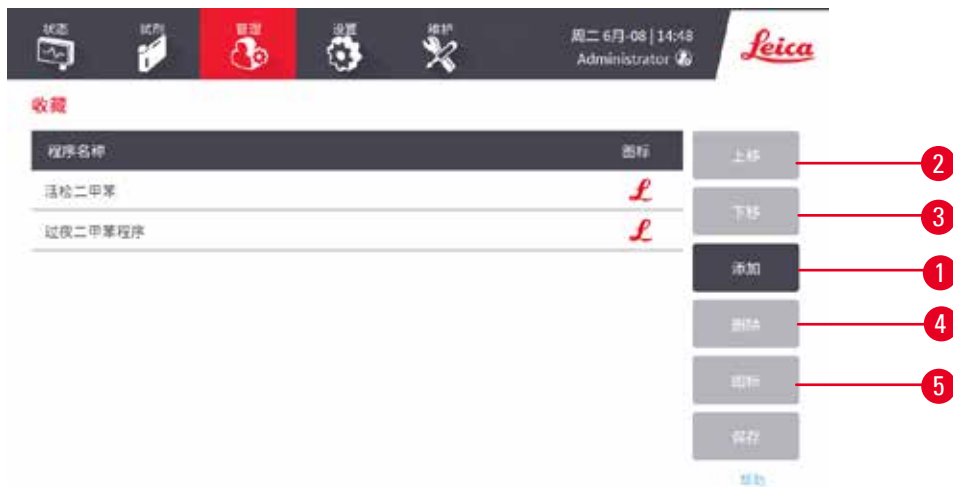 状态 试剂 管理 设置 维护
周二 6月-08 | 14:48
Administrator
Leica
收藏
程序名称 图标
活检二甲苯
过夜二甲苯程序
上移
下移
添加
删除
图标
保存
帮助
2
3
1
4
5